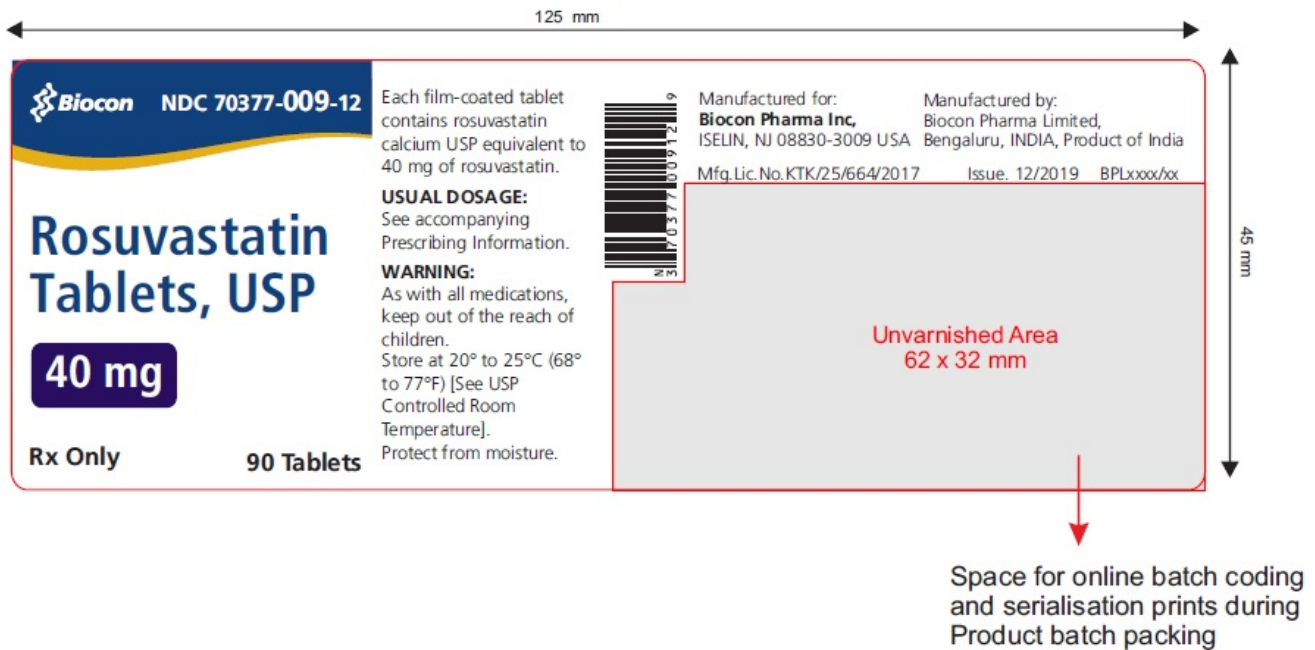 125 mm
Biocon NDC 70377-009-12
Rosuvastatin
Tablets, USP
40 mg
Rx Only 90 Tablets
Each film-coated tablet
contains rosuvastatin
calcium USP equivalent to
40 mg of rosuvastatin.
USUAL DOSAGE:
See accompanying
Prescribing Information.
WARNING:
As with all medications,
keep out of the reach of
children.
Store at 20° to 25°C (68°
to 77°F) [See USP
Controlled Room
Temperature].
Protect from moisture.
N 3 70377 00912 9
Manufactured for:
Biocon Pharma Inc,
ISELIN, NJ 08830-3009 USA
Manufactured by:
Biocon Pharma Limited,
Bengaluru, INDIA, Product of India
Mfg.Lic.No.KTK/25/664/2017 Issue. 12/2019 BPLxxxx/xx
Unvarnished Area
62 x 32 mm
45 mm
Space for online batch coding
and serialisation prints during
Product batch packing